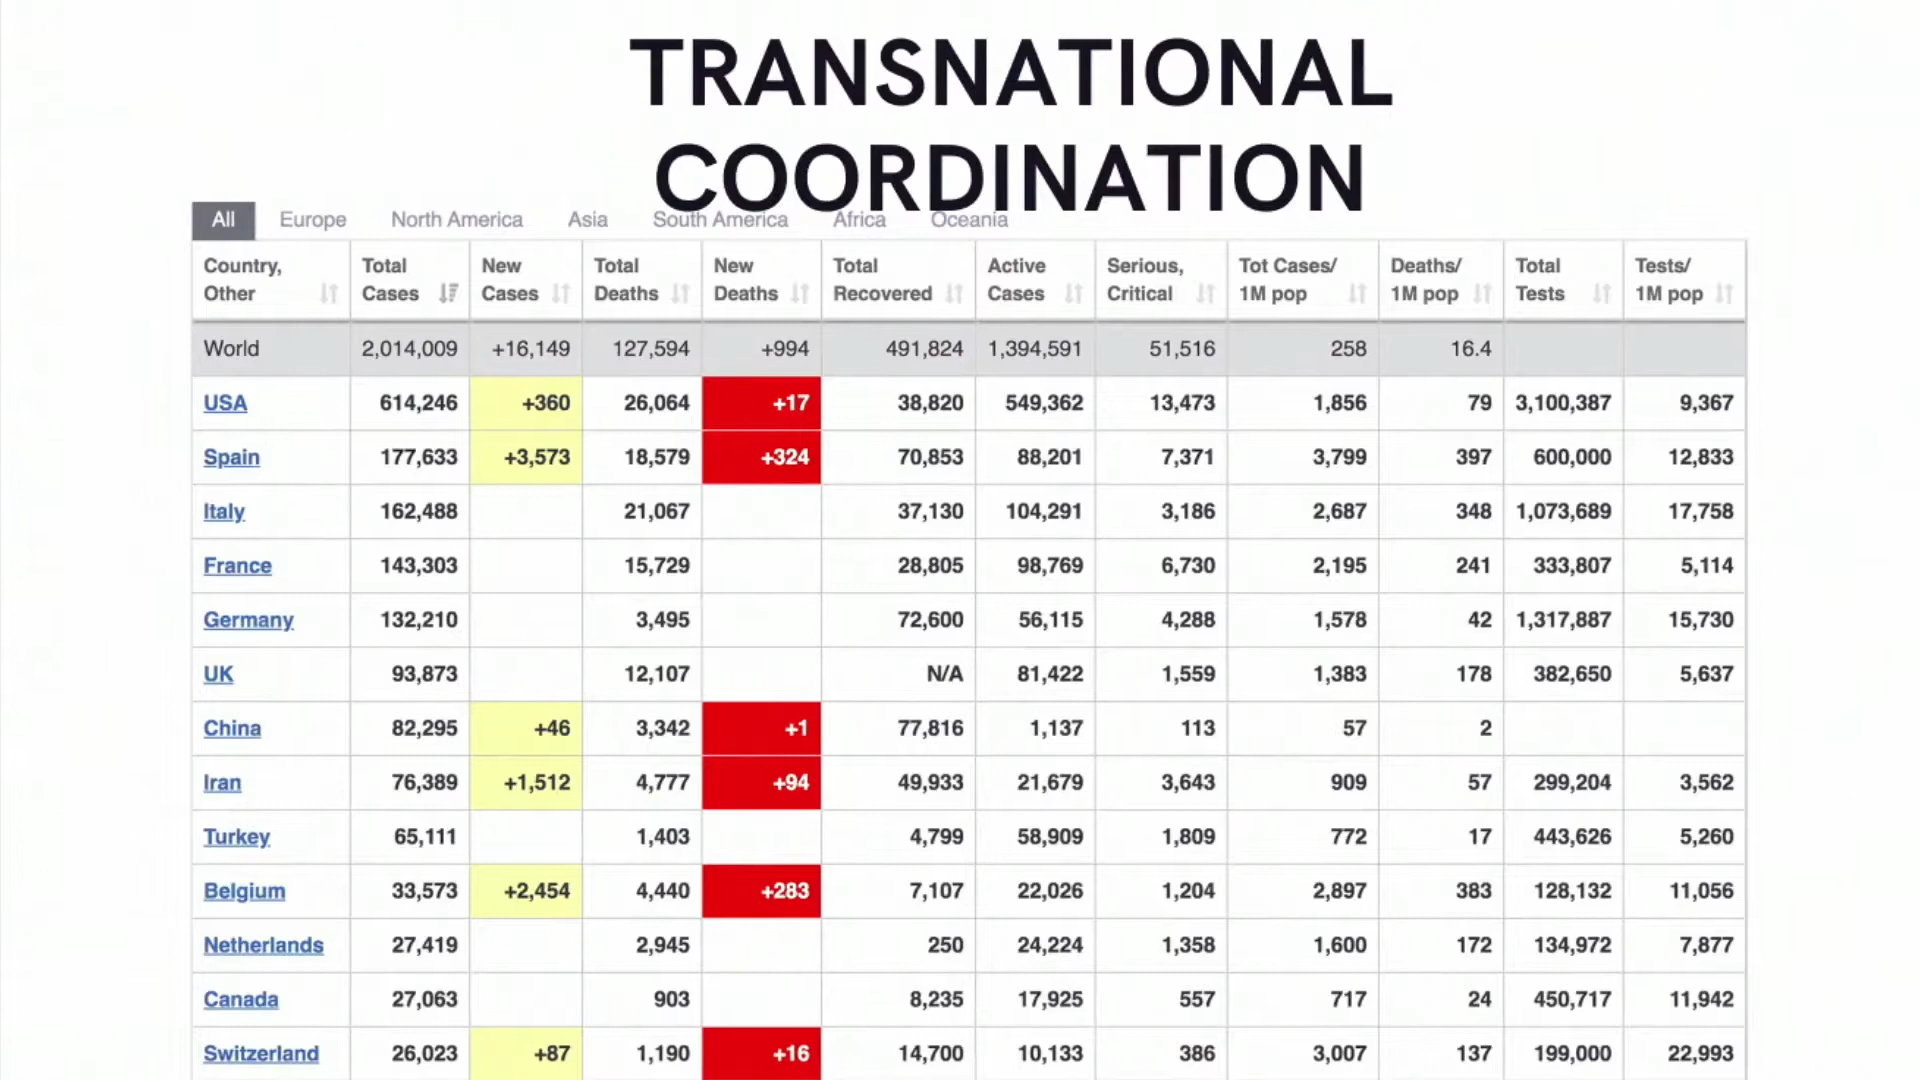 TRANSNATIONAL
COORDINATION
All Europe North America Asia South America Africa Oceania
Country, Total New Total New Total Active Serious, Tot Cases/ Deaths/ Total Tests/
Other Cases Cases Deaths Deaths Recovered Cases Critical 1M pop 1M pop Tests 1M pop
World 2,014,009 +16,149 127,594 +994 491,824 1,394,591 51,516 258 16.4
USA 614,246 +360 26,064 +17 38,820 549,362 13,473 1,856 79 3,100,387 9,367
Spain 177,633 +3,573 18,579 +324 70,853 88,201 7,371 3,799 397 600,000 12,833
Italy 162,488 21,067 37,130 104,291 3,186 2,687 348 1,073,689 17,758
France 143,303 15,729 28,805 98,769 6,730 2,195 241 333,807 5,114
Germany 132,210 3,495 72,600 56,115 4,288 1,578 42 1,317,887 15,730
UK 93,873 12,107 N/A 81,422 1,559 1,383 178 382,650 5,637
China 82,295 +46 3,342 +1 77,816 1,137 113 57 2
Iran 76,389 +1,512 4,777 +94 49,933 21,679 3,643 909 57 299,204 3,562
Turkey 65,111 1,403 4,799 58,909 1,809 772 17 443,626 5,260
Belgium 33,573 +2,454 4,440 +283 7,107 22,026 1,204 2,897 383 128,132 11,056
Netherlands 27,419 2,945 250 24,224 1,358 1,600 172 134,972 7,877
Canada 27,063 903 8,235 17,925 557 717 24 450,717 11,942
Switzerland 26,023 +87 1,190 +16 14,700 10,133 386 3,007 137 199,000 22,993